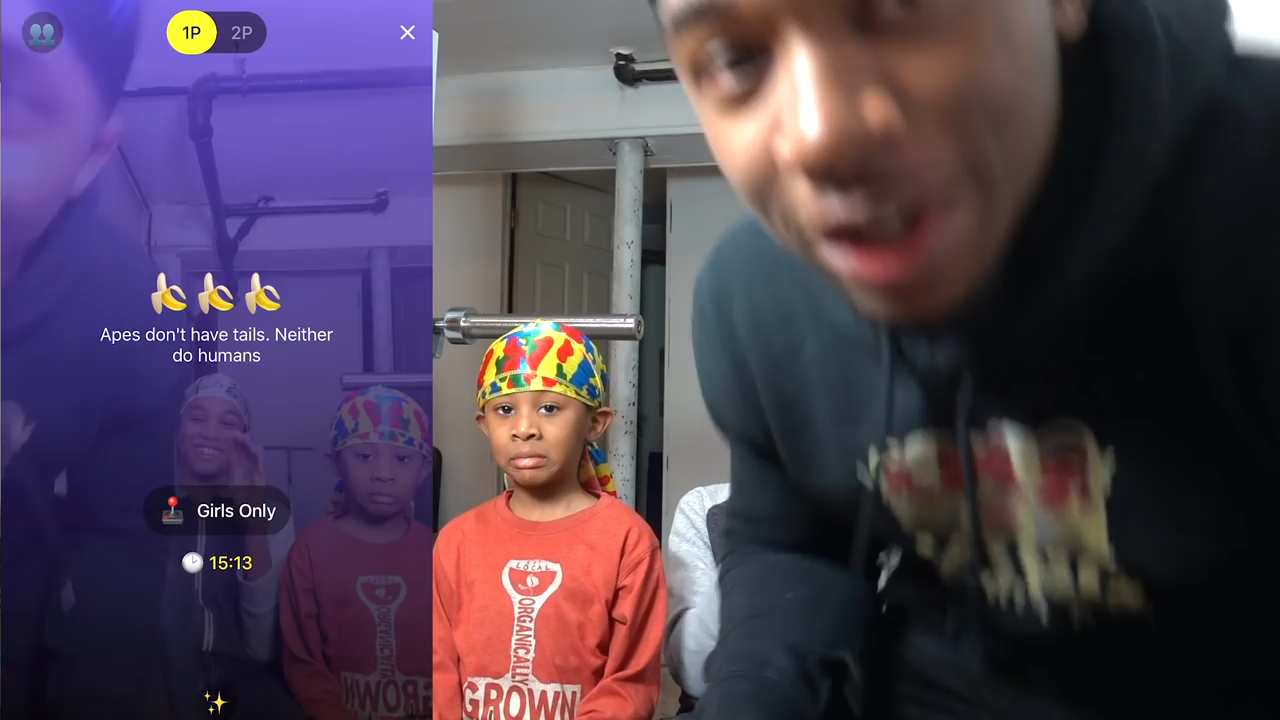 1P 2P
Apes don't have tails. Neither
do humans
Girls Only
15:13
LOCAL
ORGANICALLY
GROWN